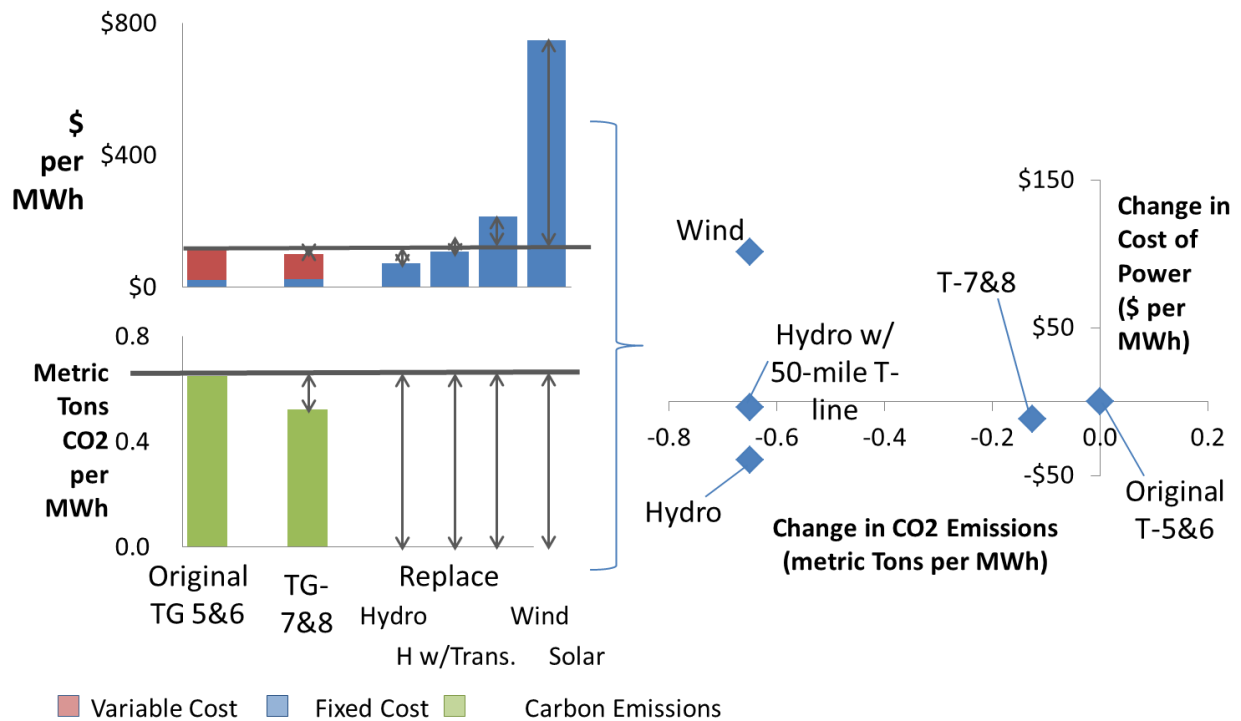 $800
$
per
MWh
$400
$0
0.8
Metric
Tons
CO2
per
MWh
0.4
0.0
Original
TG 5&6
TG-
7&8
Replace
Hydro
Wind
H w/Trans.
Solar
Variable Cost
Fixed Cost
Carbon Emissions
$150
Change in
Cost of
Power
($ per
MWh)
$50
-$50
Wind
T-7&8
Hydro w/
50-mile T-
line
-0.8
-0.6
-0.4
-0.2
0.0
0.2
Hydro
Original
T-5&6
Change in CO2 Emissions
(metric Tons per MWh)